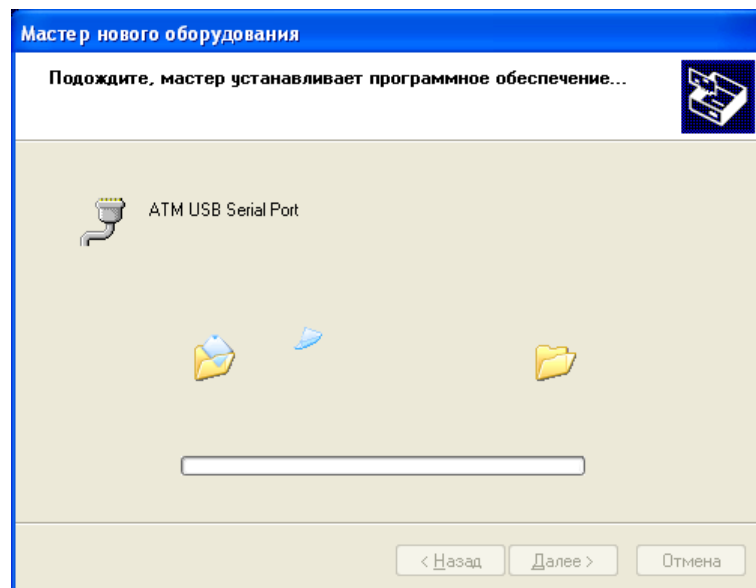 Мастер нового оборудования
Подождите, мастер устанавливает программное обеспечение...
ATM USB Serial Port
< Назад
Далее >
Отмена